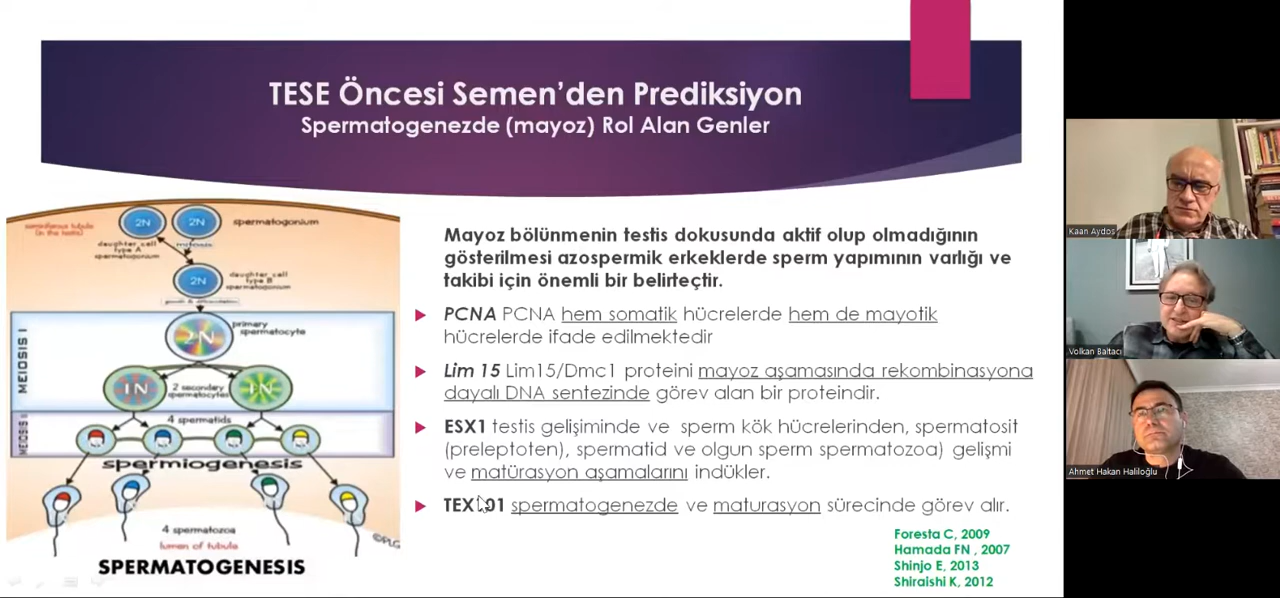 TESE Öncesi Semen’den Prediksiyon
Spermatogenezde (mayoz) Rol Alan Genler
seminiferous tubule
(in the testis)
2N
2N
spermatogonium
daughter cell
type A
spermatogonium
mitosis
2N
daughter cell
type B
spermatogonium
growth & differentiation
MEIOSIS I
2N
primary
spermatocyte
1N
2 secondary
spermatocytes
1N
MEIOSIS II
4 spermatids
spermiogenesis
4 spermatozoa
lumen of tubula
©PLG
SPERMATOGENESIS
Mayoz bölünmenin testis dokusunda aktif olup olmadığının
gösterilmesi azospermik erkeklerde sperm yapımının varlığı ve
takibi için önemli bir belirteçtir.
PCNA PCNA hem somatik hücrelerde hem de mayotik
hücrelerde ifade edilmektedir
Lim 15 Lim15/Dmc1 proteini mayoz aşamasında rekombinasyona
dayalı DNA sentezinde görev alan bir proteindir.
ESX1 testis gelişiminde ve sperm kök hücrelerinden, spermatosit
(preleptoten), spermatid ve olgun sperm spermatozoa) gelişmi
ve matürasyon aşamalarını indükler.
TEX101 spermatogenezde ve maturasyon sürecinde görev alır.
Foresta C, 2009
Hamada FN , 2007
Shinjo E, 2013
Shiraishi K, 2012
Kaan Aydos
Volkan Baltacı
Ahmet Hakan Haliloğlu